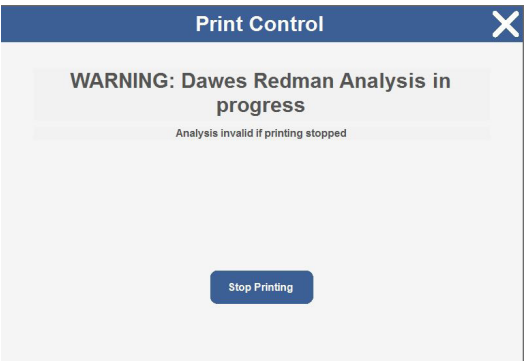 Print Control
WARNING: Dawes Redman Analysis in
progress
Analysis invalid if printing stopped
Stop Printing